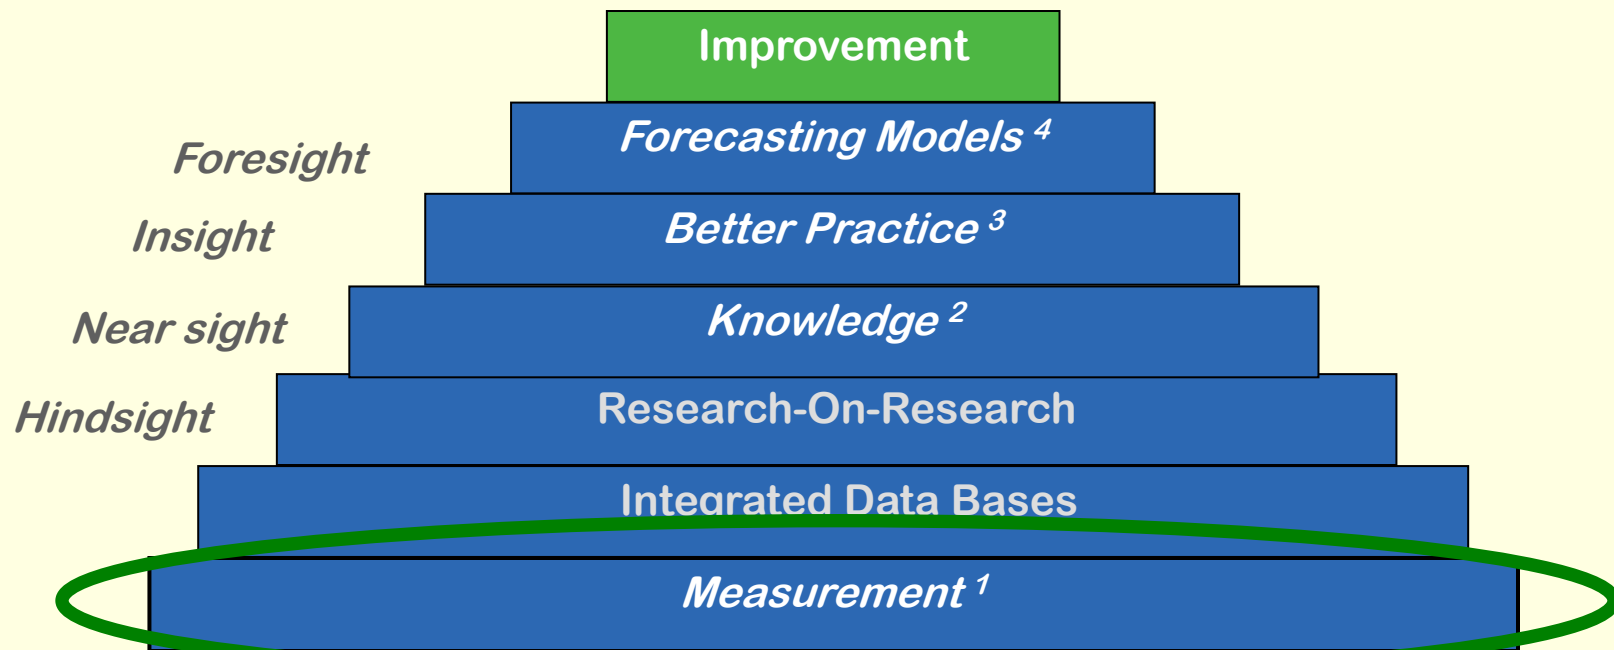 Improvement
Forecasting Models 4
Foresight
Better Practice 3
Insight
Knowledge 2
Near sight
Research-On-Research
Hindsight
Integrated Data Bases
Measurement 1